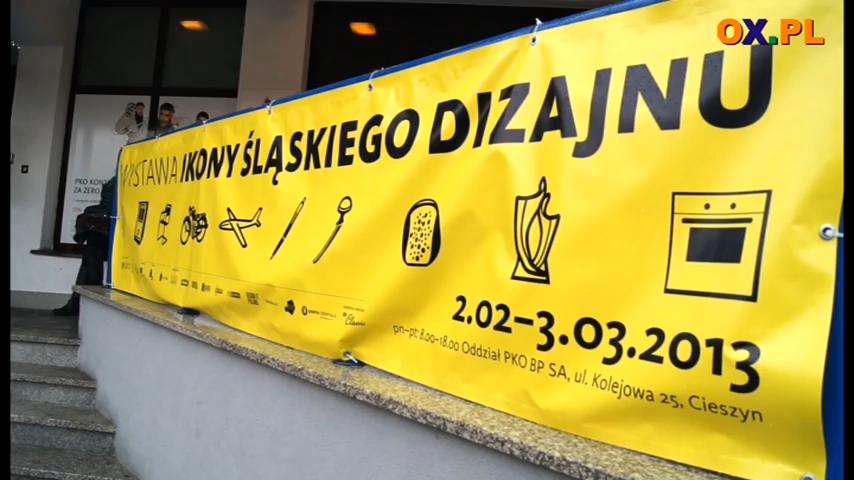 OX.PL
WYSTAWA IKONY ŚLĄSKIEGO DIZAJNU
PKO KONTO
ZA ZERO
2.02–3.03.2013
pn–pt: 8.00–18.00 Oddział PKO BP SA, ul. Kolejowa 25, Cieszyn